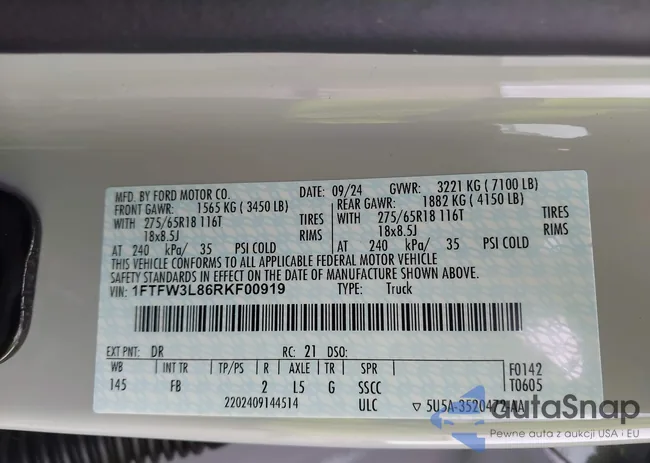 MFD. BY FORD MOTOR CO. DATE: 09/24 GVWR: 3221 KG ( 7100 LB)
FRONT GAWR: 1565 KG ( 3450 LB) REAR GAWR: 1882 KG ( 4150 LB)
WITH 275/65R18 116T TIRES WITH 275/65R18 116T TIRES
18x8.5J RIMS 18x8.5J RIMS
AT 240 kPa/ 35 PSI COLD AT 240 kPa/ 35 PSI COLD
THIS VEHICLE CONFORMS TO ALL APPLICABLE FEDERAL MOTOR VEHICLE
SAFETY STANDARDS IN EFFECT ON THE DATE OF MANUFACTURE SHOWN ABOVE.
VIN: 1FTFW3L86RKF00919 TYPE: Truck
EXT PNT: DR RC: 21 DSO: F0142
WB INT TR TP/PS R AXLE TR SPR T0605
145 FB 2 L5 G SSCC
2202409144514 ULC ▽ 5U5A-3520472-AA
autoSnap
Pewne auta z aukcji USA i EU